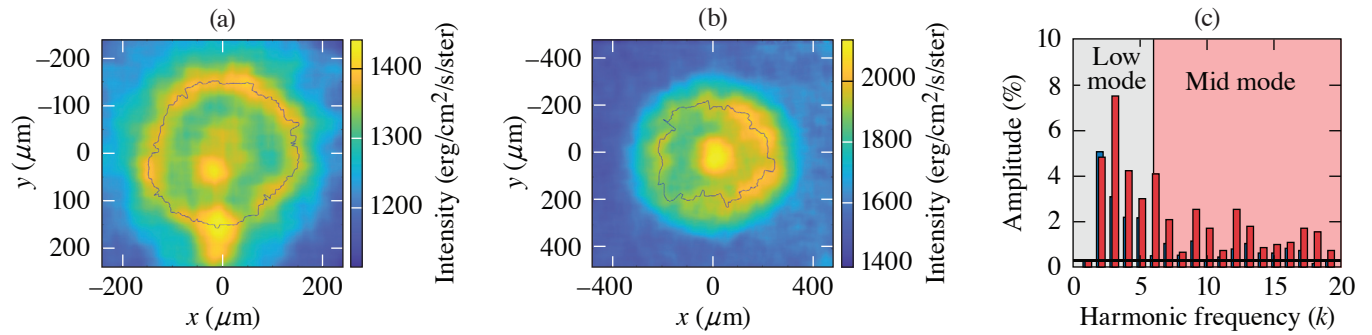 (a)
−200
−100
0
100
200
y (μm)
−200
0
200
x (μm)
1400
1300
1200
Intensity (erg/cm2/s/ster)
(b)
−400
−200
0
200
400
y (μm)
−400
0
400
x (μm)
2000
1800
1600
1400
Intensity (erg/cm2/s/ster)
(c)
10
8
6
4
2
0
Amplitude (%)
Low
mode
Mid mode
0
5
10
15
20
Harmonic frequency (k)